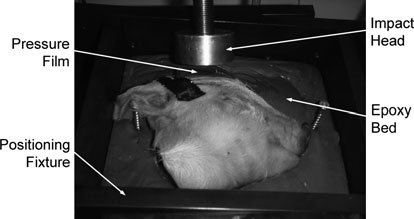 Pressure
Film
Impact
Head
Epoxy
Bed
Positioning
Fixture